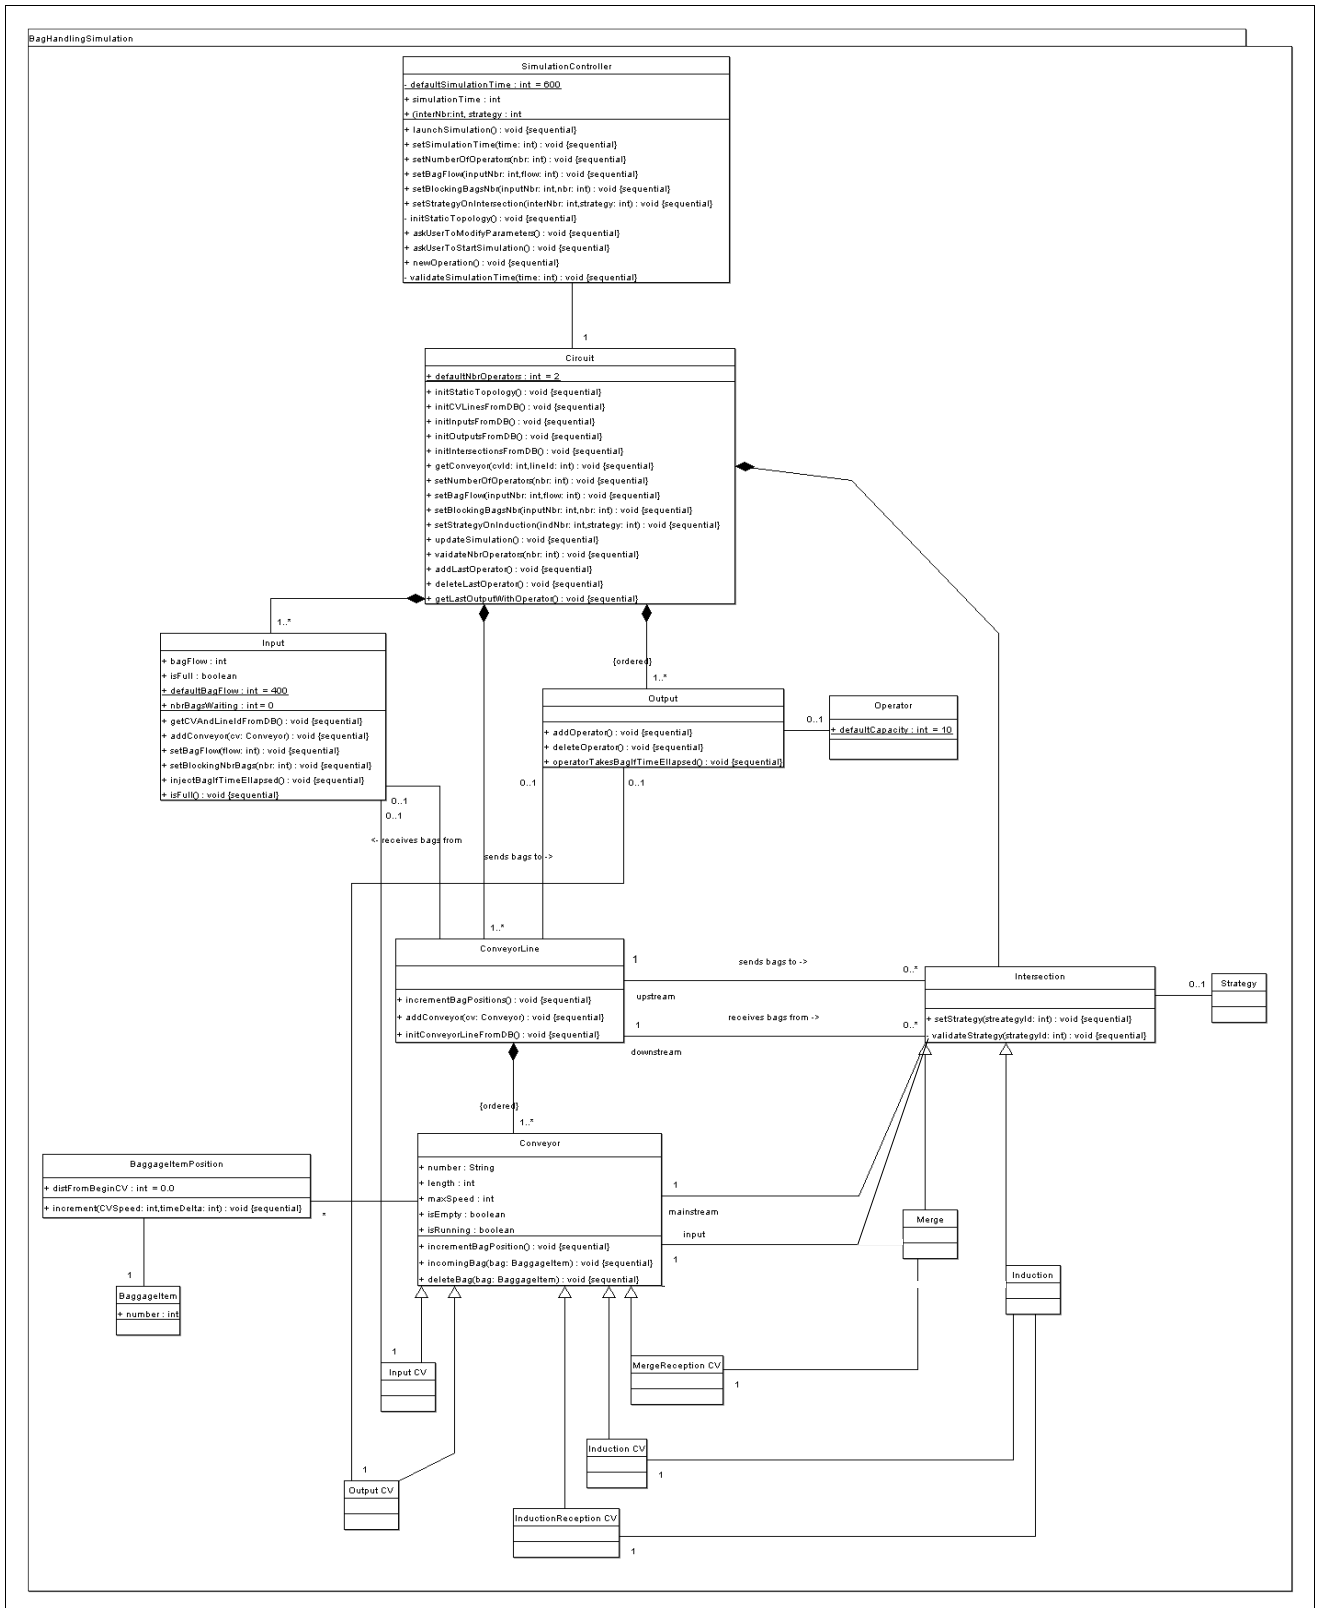 BagHandlingSimulation
SimulationController
- defaultSimulationTime : int = 600
+ simulationTime : int
+ (interNbr:int, strategy : int
+ launchSimulation() : void {sequential}
+ setSimulationTime(time: int) : void {sequential}
+ setNumberOfOperators(nbr: int) : void {sequential}
+ setBagFlow(inputNbr: int,flow: int) : void {sequential}
+ setBlockingBagsNbr(inputNbr: int,nbr: int) : void {sequential}
+ setStrategyOnIntersection(interNbr: int,strategy: int) : void {sequential}
- initStaticTopology() : void {sequential}
+ askUserToModifyParameters() : void {sequential}
+ askUserToStartSimulation() : void {sequential}
+ newOperation() : void {sequential}
- validateSimulationTime(time: int) : void {sequential}
1
Circuit
+ defaultNbrOperators : int = 2
+ initStaticTopology() : void {sequential}
+ initCVLinesFromDB() : void {sequential}
+ initInputsFromDB() : void {sequential}
+ initOutputsFromDB() : void {sequential}
+ initIntersectionsFromDB() : void {sequential}
+ getConveyor(cvId: int,lineId: int) : void {sequential}
+ setNumberOfOperators(nbr: int) : void {sequential}
+ setBagFlow(inputNbr: int,flow: int) : void {sequential}
+ setBlockingBagsNbr(inputNbr: int,nbr: int) : void {sequential}
+ setStrategyOnInduction(indNbr: int,strategy: int) : void {sequential}
+ updateSimulation() : void {sequential}
+ vaidateNbrOperators(nbr: int) : void {sequential}
+ addLastOperator() : void {sequential}
+ deleteLastOperator() : void {sequential}
+ getLastOutputWithOperator() : void {sequential}
1..*
Input
+ bagFlow : int
+ isFull : boolean
+ defaultBagFlow : int = 400
+ nbrBagsWaiting : int = 0
+ getCVAndLineIdFromDB() : void {sequential}
+ addConveyor(cv: Conveyor) : void {sequential}
+ setBagFlow(flow: int) : void {sequential}
+ setBlockingNbrBags(nbr: int) : void {sequential}
+ injectBagIfTimeEllapsed() : void {sequential}
+ isFull() : void {sequential}
{ordered}
1..*
Output
+ addOperator() : void {sequential}
+ deleteOperator() : void {sequential}
+ operatorTakesBagIfTimeEllapsed() : void {sequential}
0..1
Operator
+ defaultCapacity : int = 10
0..1
0..1
0..1
0..1
<- receives bags from
sends bags to ->
1..*
ConveyorLine
+ incrementBagPositions() : void {sequential}
+ addConveyor(cv: Conveyor) : void {sequential}
+ initConveyorLineFromDB() : void {sequential}
1
sends bags to ->
0..*
upstream
1
receives bags from ->
0..*
downstream
Intersection
+ setStrategy(streategyId: int) : void {sequential}
- validateStrategy(strategyId: int) : void {sequential}
0..1
Strategy
{ordered}
1..*
Conveyor
+ number : String
+ length : int
+ maxSpeed : int
+ isEmpty : boolean
+ isRunning : boolean
+ incrementBagPosition() : void {sequential}
+ incomingBag(bag: BaggageItem) : void {sequential}
+ deleteBag(bag: BaggageItem) : void {sequential}
1
mainstream
input
1
BaggageItemPosition
+ distFromBeginCV : int = 0.0
+ increment(CVSpeed: int,timeDelta: int) : void {sequential}
*
1
BaggageItem
+ number : int
Merge
Induction
1
Input CV
MergeReception CV
1
Induction CV
1
1
Output CV
InductionReception CV
1